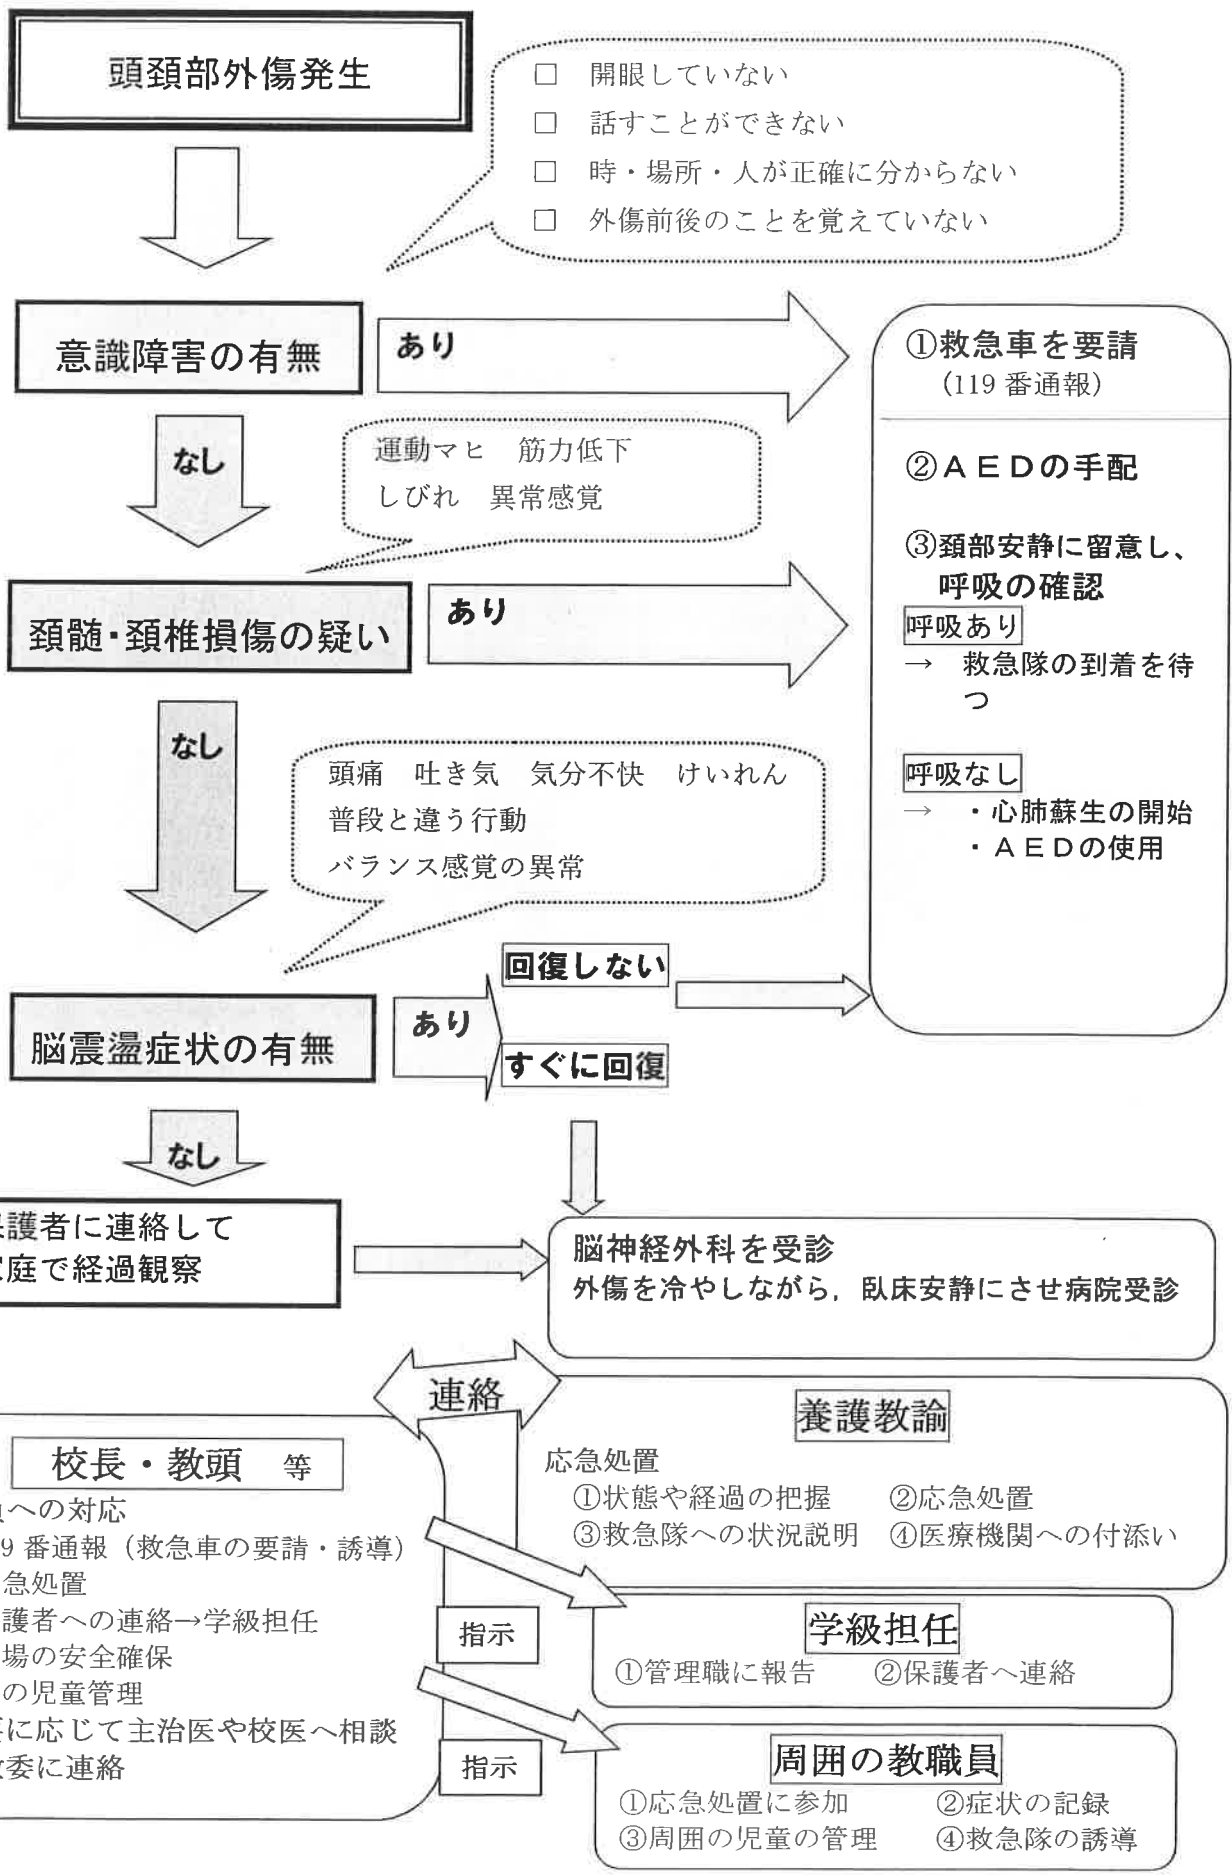 頭頚部外傷発生
□ 開眼していない
□ 話すことができない
□ 時・場所・人が正確に分からない
□ 外傷前後のことを覚えていない
意識障害の有無
あり
①救急車を要請
(119 番通報)
②ＡＥＤの手配
③頚部安静に留意し、
呼吸の確認
呼吸あり
→ 救急隊の到着を待
つ
呼吸なし
→ ・心肺蘇生の開始
・ＡＥＤの使用
なし
運動マヒ 筋力低下
しびれ 異常感覚
頚髄・頚椎損傷の疑い
あり
なし
頭痛 吐き気 気分不快 けいれん
普段と違う行動
バランス感覚の異常
脳震盪症状の有無
あり
回復しない
すぐに回復
なし
護者に連絡して
庭で経過観察
脳神経外科を受診
外傷を冷やしながら，臥床安静にさせ病院受診
連絡
校長・教頭 等
への対応
9 番通報（救急車の要請・誘導）
急処置
護者への連絡→学級担任
場の安全確保
の児童管理
に応じて主治医や校医へ相談
委に連絡
養護教諭
応急処置
①状態や経過の把握 ②応急処置
③救急隊への状況説明 ④医療機関への付添い
指示
学級担任
①管理職に報告 ②保護者へ連絡
指示
周囲の教職員
①応急処置に参加 ②症状の記録
③周囲の児童の管理 ④救急隊の誘導